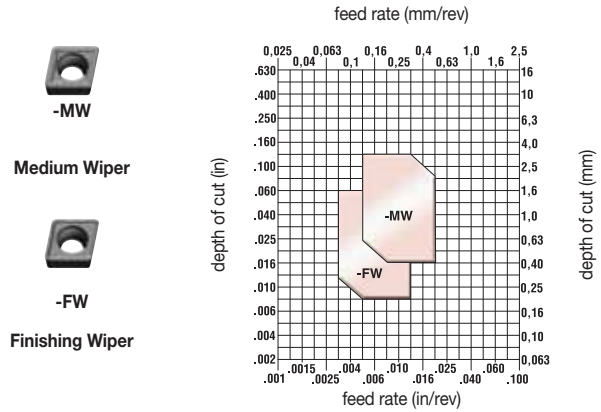 -MW
Medium Wiper
-FW
Finishing Wiper
feed rate (mm/rev)
0,025 0,063 0,16 0,4 1,0 2,5
0,04 0,1 0,25 0,63 1,6
depth of cut (in)
.630
.400
.250
.160
.100
.060
.040
.025
.016
.010
.006
.004
.002
-MW
-FW
16
10
6,3
4,0
2,5
1,6
1,0
0,63
0,40
0,25
0,16
0,10
0,063
depth of cut (mm)
.0015 .004 .010 .025 .060
.001 .0025 .006 .016 .040 .100
feed rate (in/rev)